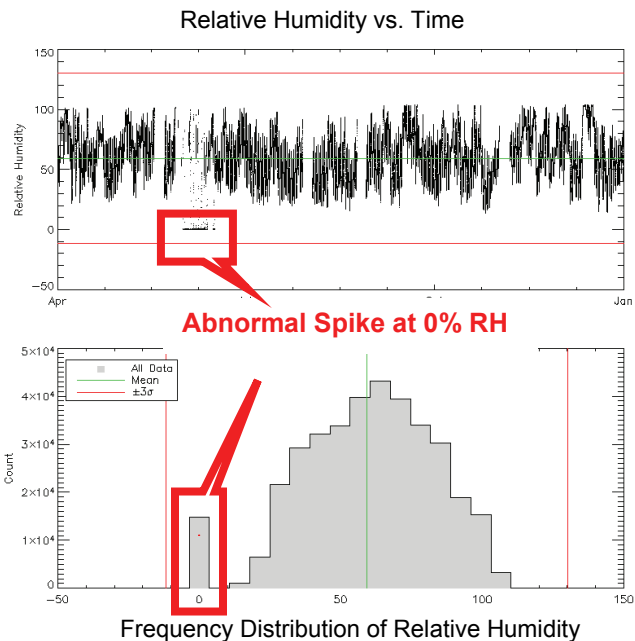 Relative Humidity vs. Time
150
100
50
0
−50
Relative Humidity
Apr
Jan
Abnormal Spike at 0% RH
5×10⁴
4×10⁴
3×10⁴
2×10⁴
1×10⁴
0
Count
All Data
Mean
±3σ
−50
0
50
100
150
Frequency Distribution of Relative Humidity